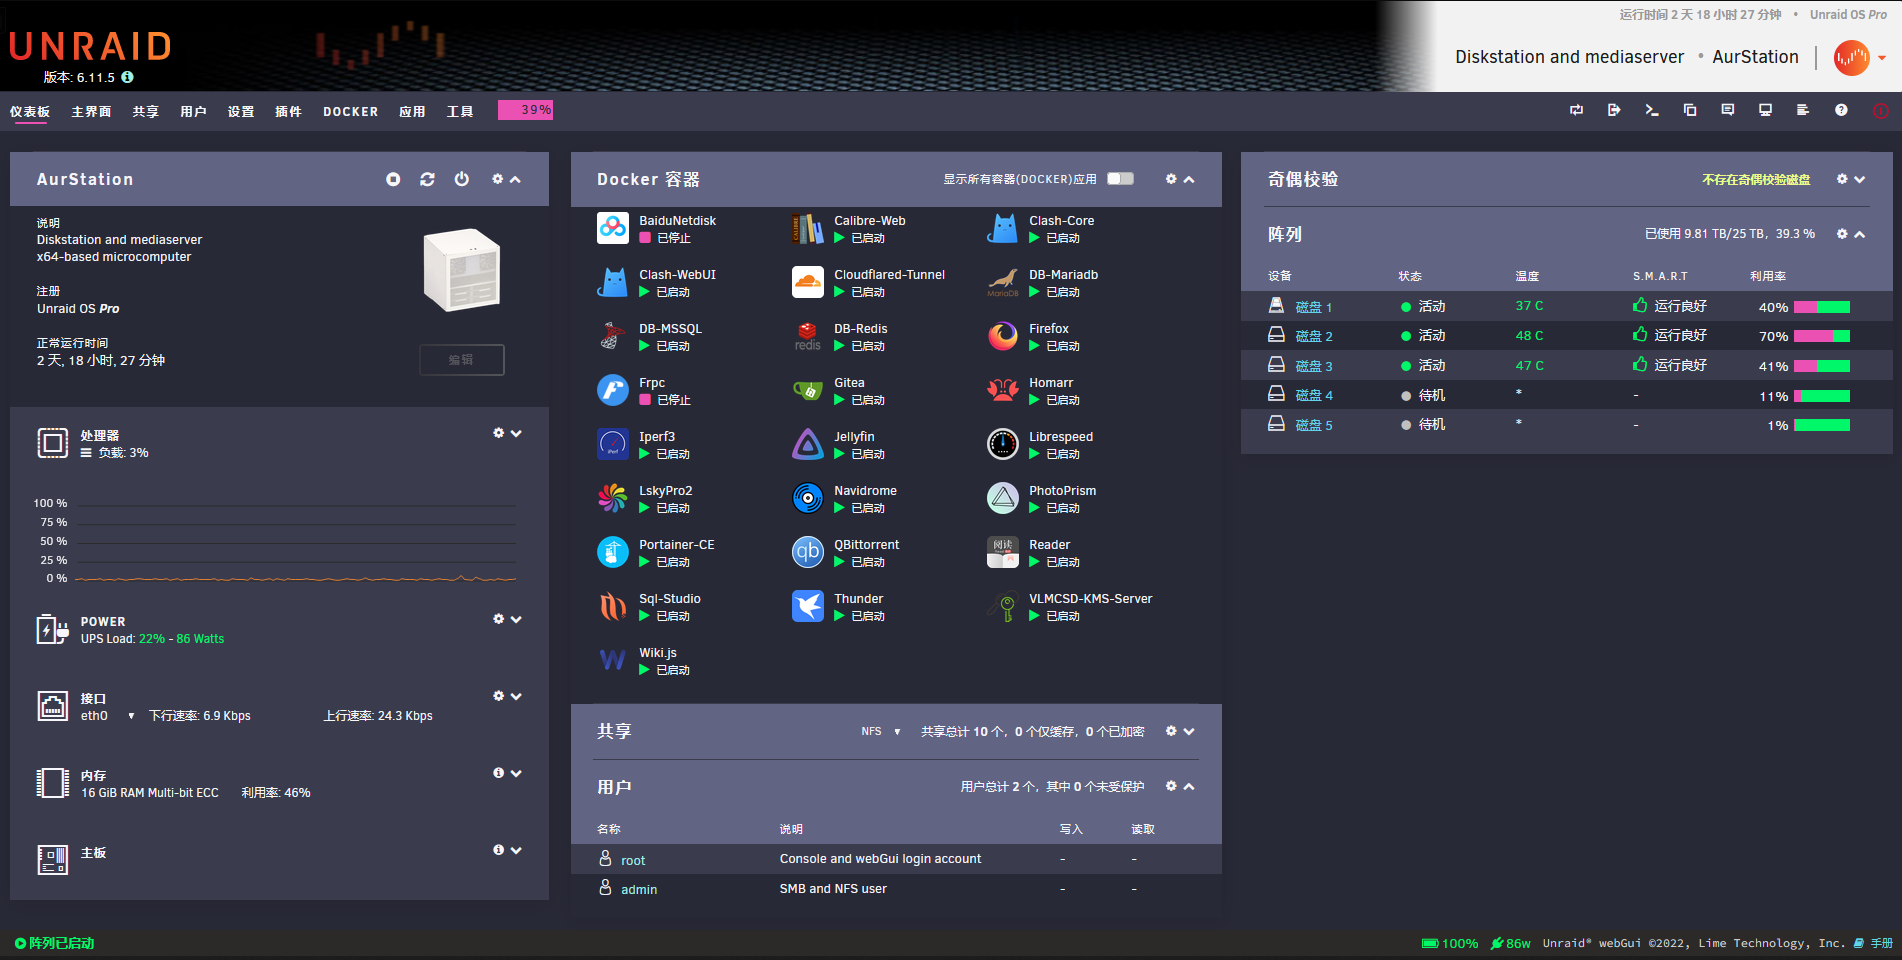 运行时间 2 天 18 小时 27 分钟 • Unraid OS Pro
UNRAID
版本: 6.11.5
Diskstation and mediaserver • AurStation
仪表板 主界面 共享 用户 设置 插件 DOCKER 应用 工具 39%
AurStation
说明
Diskstation and mediaserver
x64-based microcomputer
注册
Unraid OS Pro
正常运行时间
2 天, 18 小时, 27 分钟
编辑
处理器
负载: 3%
100 %
75 %
50 %
25 %
0 %
POWER
UPS Load: 22% - 86 Watts
接口
eth0 下行速率: 6.9 Kbps 上行速率: 24.3 Kbps
内存
16 GiB RAM Multi-bit ECC 利用率: 46%
主板
Docker 容器 显示所有容器(DOCKER)应用
BaiduNetdisk
已停止
Calibre-Web
已启动
Clash-Core
已启动
Clash-WebUI
已启动
Cloudflared-Tunnel
已启动
MariaDB
DB-Mariadb
已启动
DB-MSSQL
已启动
redis
DB-Redis
已启动
Firefox
已启动
Frpc
已停止
Gitea
已启动
Homarr
已启动
Iperf3
已启动
Jellyfin
已启动
Librespeed
已启动
LskyPro2
已启动
Navidrome
已启动
PhotoPrism
已启动
Portainer-CE
已启动
qb
QBittorrent
已启动
阅读
Reader
已启动
Sql-Studio
已启动
Thunder
已启动
VLMCSD-KMS-Server
已启动
Wiki.js
已启动
共享 NFS 共享总计 10 个，0 个仅缓存，0 个已加密
用户 用户总计 2 个，其中 0 个未受保护
名称 说明 写入 读取
root Console and webGui login account - -
admin SMB and NFS user - -
奇偶校验 不存在奇偶校验磁盘
阵列 已使用 9.81 TB/25 TB，39.3 %
设备 状态 温度 S.M.A.R.T 利用率
磁盘 1 活动 37 C 运行良好 40%
磁盘 2 活动 48 C 运行良好 70%
磁盘 3 活动 47 C 运行良好 41%
磁盘 4 待机 * - 11%
磁盘 5 待机 * - 1%
阵列已启动
100% 86w Unraid® webGui ©2022, Lime Technology, Inc. 手册